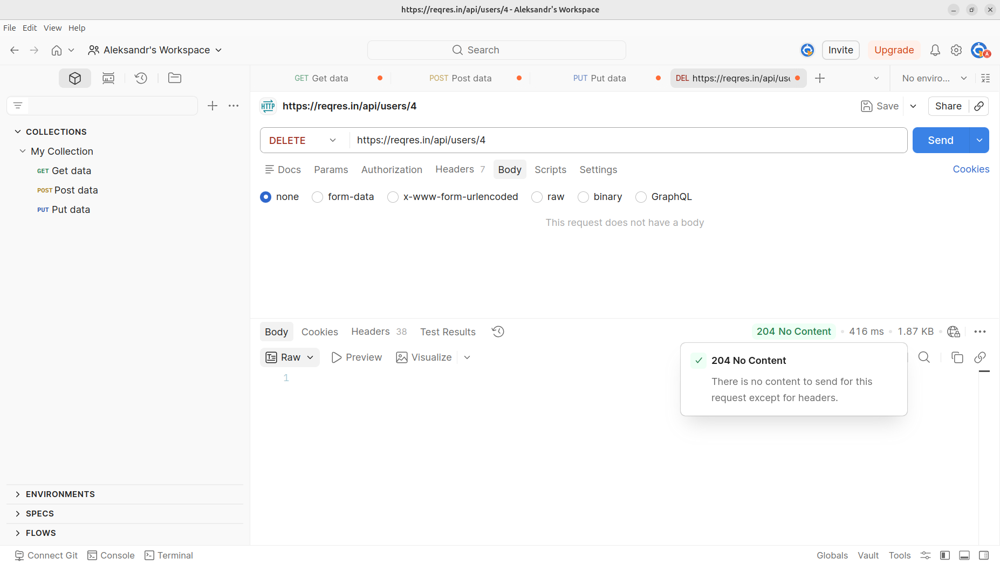 https://reqres.in/api/users/4 - Aleksandr's Workspace
File Edit View Help
Aleksandr's Workspace
Search
Invite
Upgrade
GET Get data
POST Post data
PUT Put data
DEL https://reqres.in/api/use
No enviro...
HTTP https://reqres.in/api/users/4
Save
Share
COLLECTIONS
My Collection
GET Get data
POST Post data
PUT Put data
DELETE
https://reqres.in/api/users/4
Send
Docs Params Authorization Headers 7 Body Scripts Settings
Cookies
none form-data x-www-form-urlencoded raw binary GraphQL
This request does not have a body
Body Cookies Headers 38 Test Results
204 No Content • 416 ms • 1.87 KB
Raw Preview Visualize
1
204 No Content
There is no content to send for this
request except for headers.
ENVIRONMENTS
SPECS
FLOWS
Connect Git Console Terminal
Globals Vault Tools